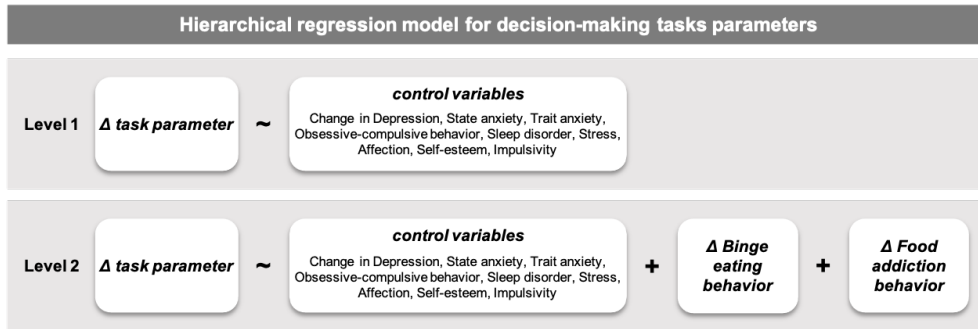 Hierarchical regression model for decision-making tasks parameters
Level 1
Δ task parameter
~
control variables
Change in Depression, State anxiety, Trait anxiety,
Obsessive-compulsive behavior, Sleep disorder, Stress,
Affection, Self-esteem, Impulsivity
Level 2
Δ task parameter
~
control variables
Change in Depression, State anxiety, Trait anxiety,
Obsessive-compulsive behavior, Sleep disorder, Stress,
Affection, Self-esteem, Impulsivity
+
Δ Binge
eating
behavior
+
Δ Food
addiction
behavior